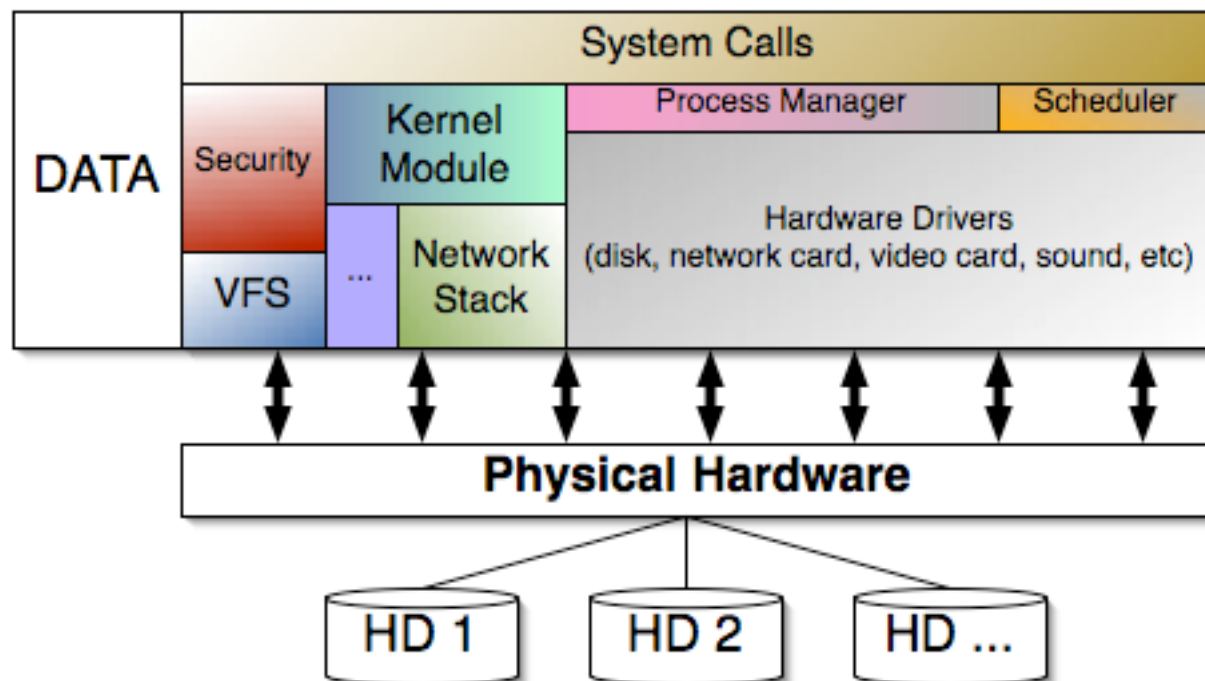 System Calls
DATA
Security
Kernel
Module
Process Manager
Scheduler
VFS
...
Network
Stack
Hardware Drivers
(disk, network card, video card, sound, etc)
Physical Hardware
HD 1
HD 2
HD ...